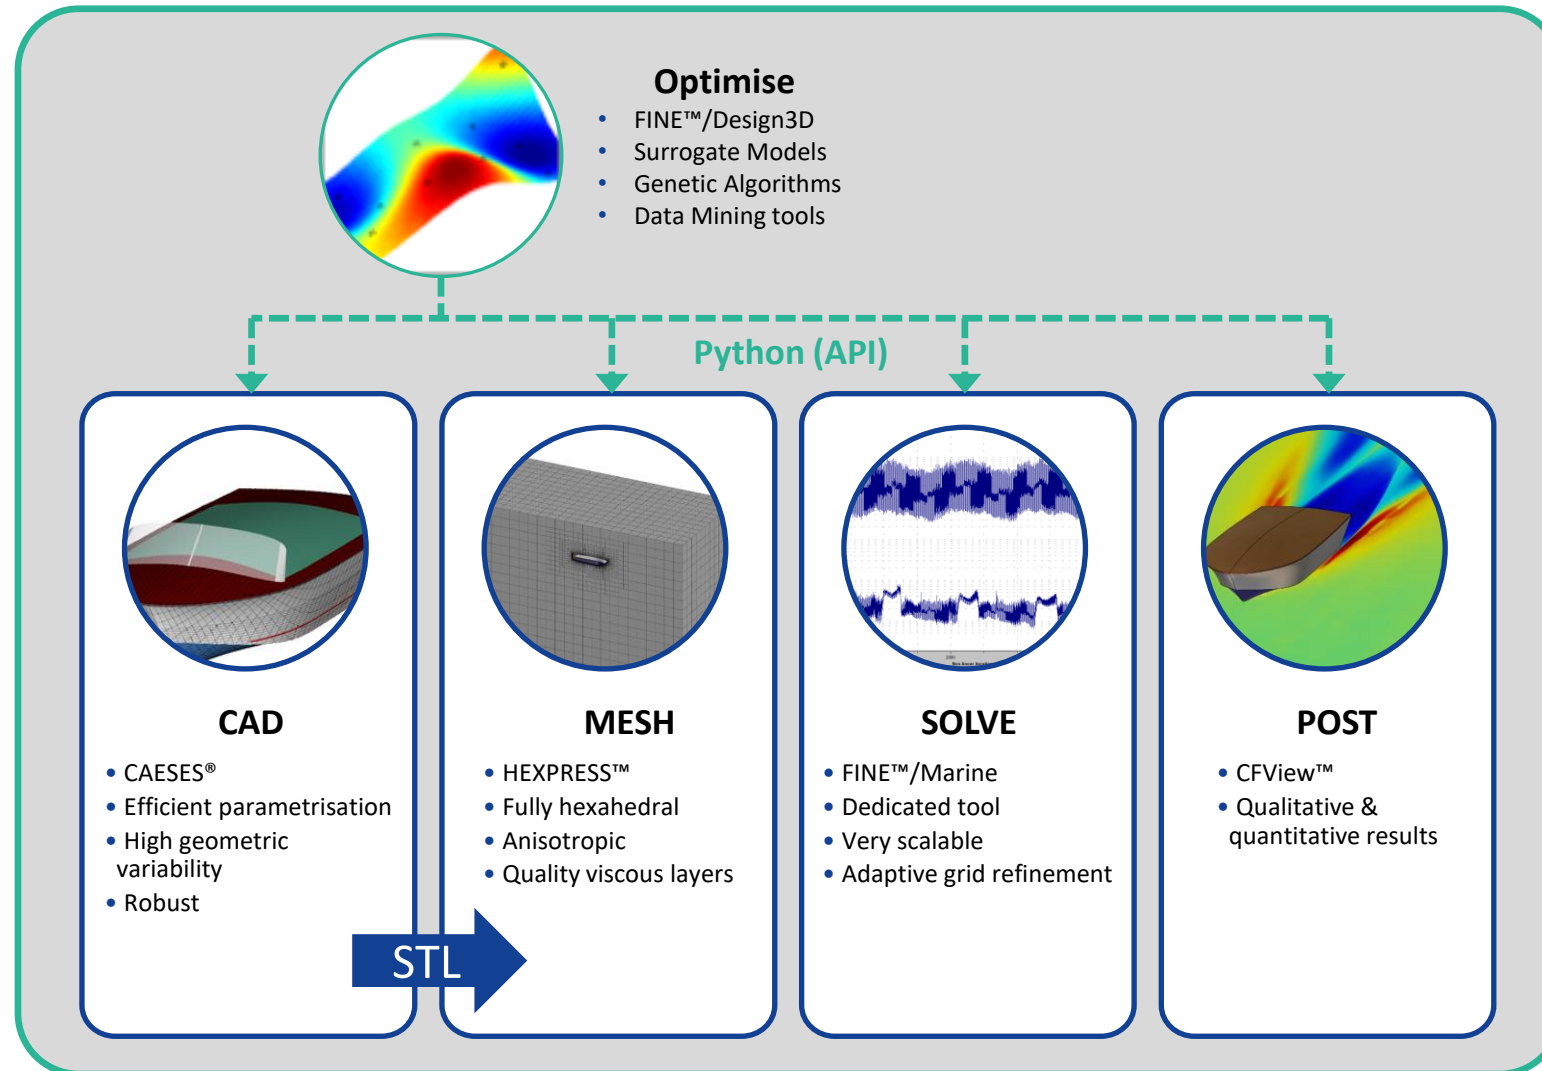 Optimise
• FINE™/Design3D
• Surrogate Models
• Genetic Algorithms
• Data Mining tools
Python (API)
CAD
• CAESES®
• Efficient parametrisation
• High geometric
variability
• Robust
STL
MESH
• HEXPRESS™
• Fully hexahedral
• Anisotropic
• Quality viscous layers
SOLVE
• FINE™/Marine
• Dedicated tool
• Very scalable
• Adaptive grid refinement
POST
• CFView™
• Qualitative &
quantitative results